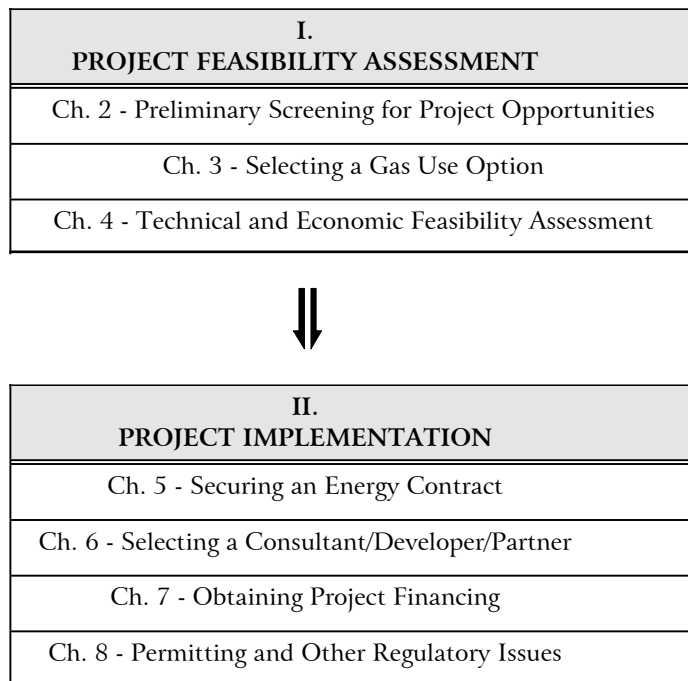 I.
PROJECT FEASIBILITY ASSESSMENT
Ch. 2 - Preliminary Screening for Project Opportunities
Ch. 3 - Selecting a Gas Use Option
Ch. 4 - Technical and Economic Feasibility Assessment
II.
PROJECT IMPLEMENTATION
Ch. 5 - Securing an Energy Contract
Ch. 6 - Selecting a Consultant/Developer/Partner
Ch. 7 - Obtaining Project Financing
Ch. 8 - Permitting and Other Regulatory Issues